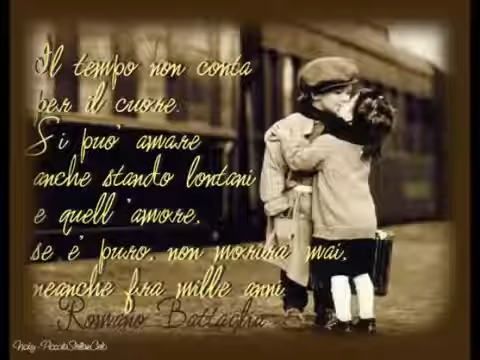 Il tempo non conta
per il cuore.
Si può' amare
anche stando lontani
e quell 'amore,
se e' puro, non morirà mai,
neanche fra mille anni.
Romano Battaglia